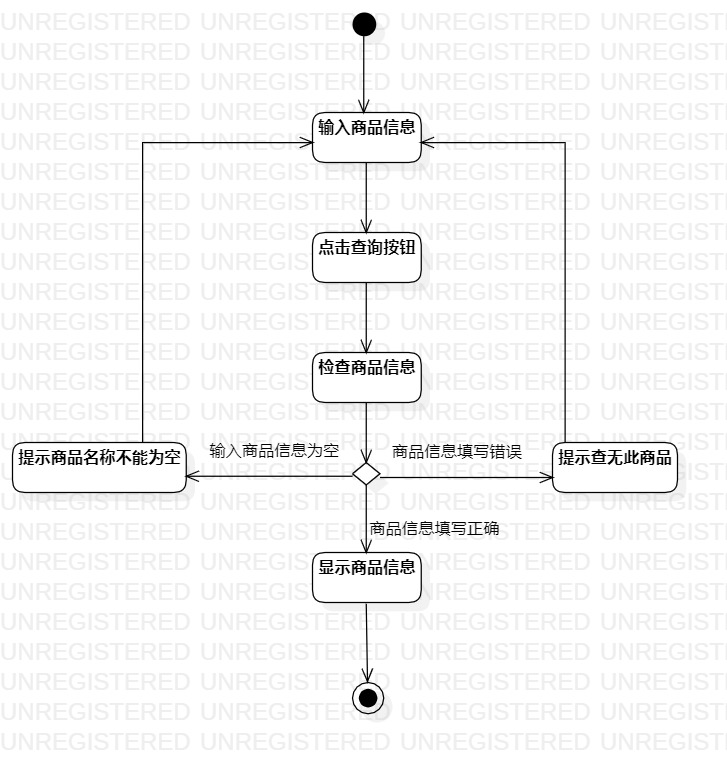 UNREGISTERED UNREGISTERED UNREGISTERED UNREGIST
输入商品信息
点击查询按钮
检查商品信息
提示商品名称不能为空
输入商品信息为空
商品信息填写错误
提示查无此商品
商品信息填写正确
显示商品信息